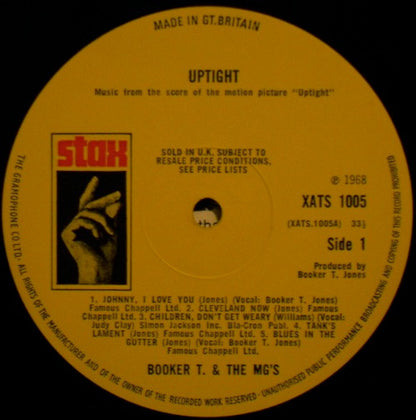 MADE IN GT. BRITAIN
UPTIGHT
Music from the score of the motion picture "Uptight"
stax
SOLD IN U.K. SUBJECT TO
RESALE PRICE CONDITIONS,
SEE PRICE LISTS
℗ 1968
XATS 1005
(XATS.1005A) 33⅓
Side 1
Produced by
Booker T. Jones
1. JOHNNY, I LOVE YOU (Jones) (Vocal: Booker T. Jones)
Famous Chappell Ltd. 2. CLEVELAND NOW (Jones) Famous
Chappell Ltd. 3. CHILDREN, DON'T GET WEARY (Williams) (Vocal:
Judy Clay) Simon Jackson Inc. Bla-Cron Publ. 4. TANK'S
LAMENT (Jones) Famous Chappell Ltd. 5. BLUES IN THE
GUTTER (Jones) (Vocal: Booker T. Jones)
Famous Chappell Ltd.
BOOKER T. & THE MG'S
THE GRAMOPHONE CO LTD. ALL RIGHTS OF THE MANUFACTURER AND OF THE OWNER OF THE RECORDED WORK RESERVED · UNAUTHORISED PUBLIC PERFORMANCE BROADCASTING AND COPYING OF THIS RECORD PROHIBITED.